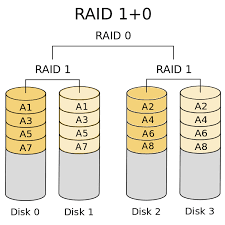 RAID 1+0
RAID 0
RAID 1 RAID 1
A1 A1 A2 A2
A3 A3 A4 A4
A5 A5 A6 A6
A7 A7 A8 A8
Disk 0 Disk 1 Disk 2 Disk 3